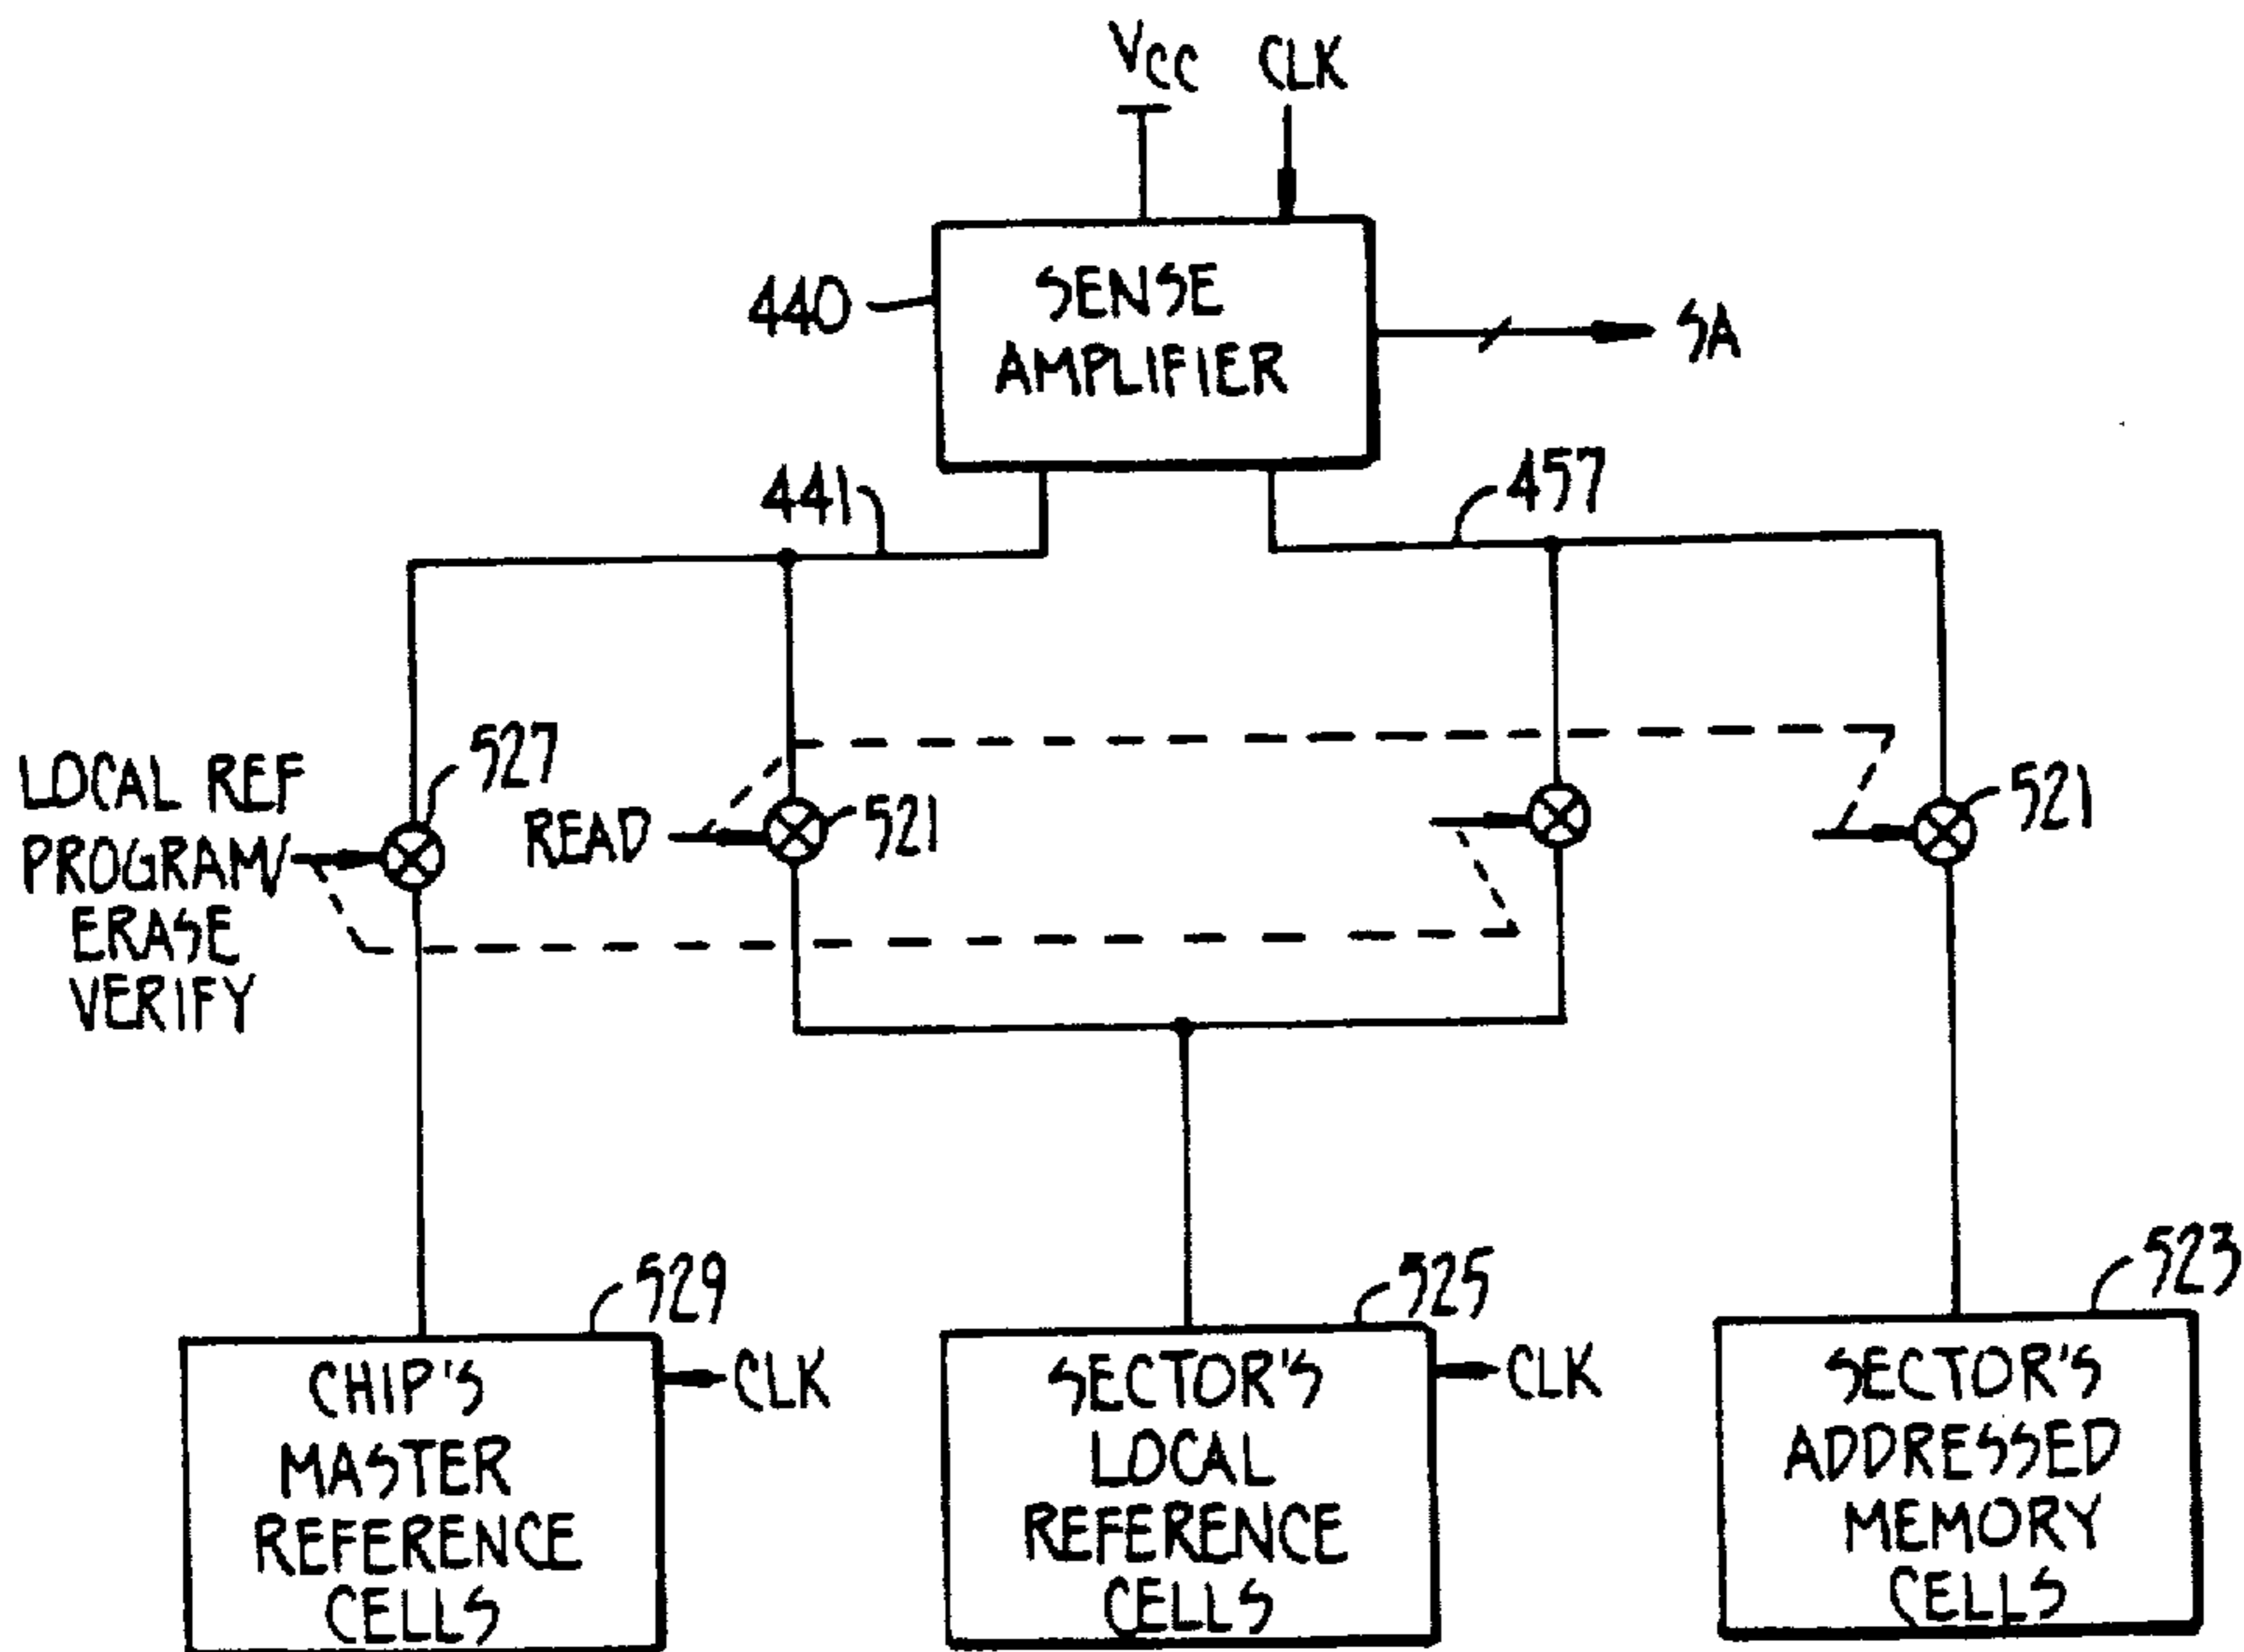 VCC CLK
440
SENSE
AMPLIFIER
SA
441
457
LOCAL REF
PROGRAM/
ERASE
VERIFY
527
READ
521
521
529
CHIP'S
MASTER
REFERENCE
CELLS
CLK
525
SECTOR'S
LOCAL
REFERENCE
CELLS
CLK
523
SECTOR'S
ADDRESSED
MEMORY
CELLS